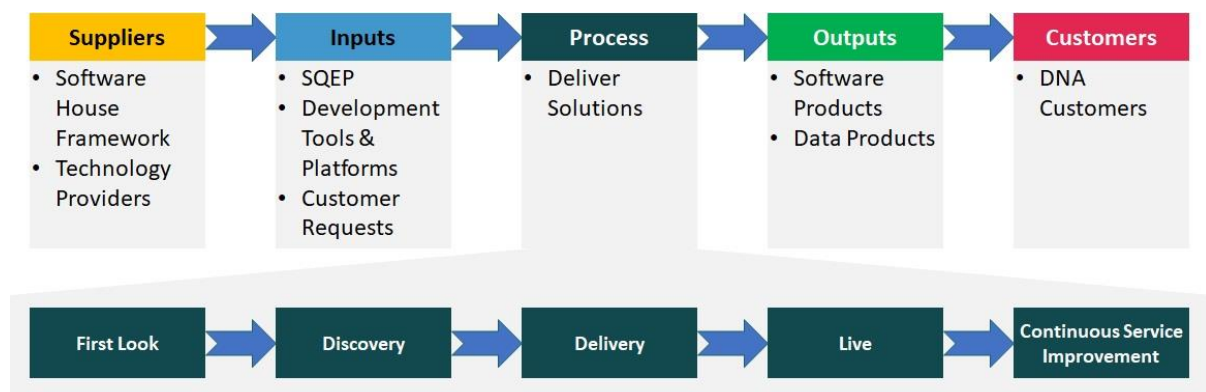 Suppliers
• Software
House
Framework
• Technology
Providers
Inputs
• SQEP
• Development
Tools &
Platforms
• Customer
Requests
Process
• Deliver
Solutions
Outputs
• Software
Products
• Data Products
Customers
• DNA
Customers
First Look
Discovery
Delivery
Live
Continuous Service
Improvement